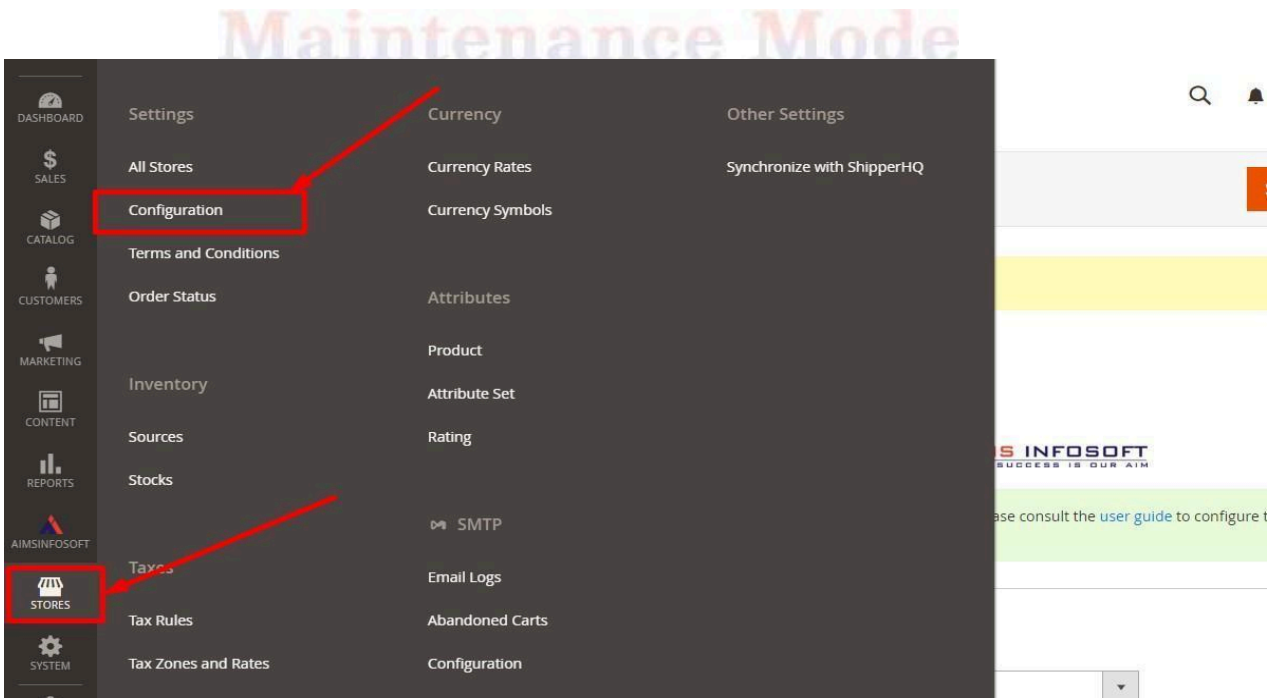 Maintenance Mode
DASHBOARD
SALES
CATALOG
CUSTOMERS
MARKETING
CONTENT
REPORTS
AIMSINFOSOFT
STORES
SYSTEM
Settings
All Stores
Configuration
Terms and Conditions
Order Status
Inventory
Sources
Stocks
Taxes
Tax Rules
Tax Zones and Rates
Currency
Currency Rates
Currency Symbols
Attributes
Product
Attribute Set
Rating
SMTP
Email Logs
Abandoned Carts
Configuration
Other Settings
Synchronize with ShipperHQ
S INFOSOFT
SUCCESS IS OUR AIM
consult the user guide to configure